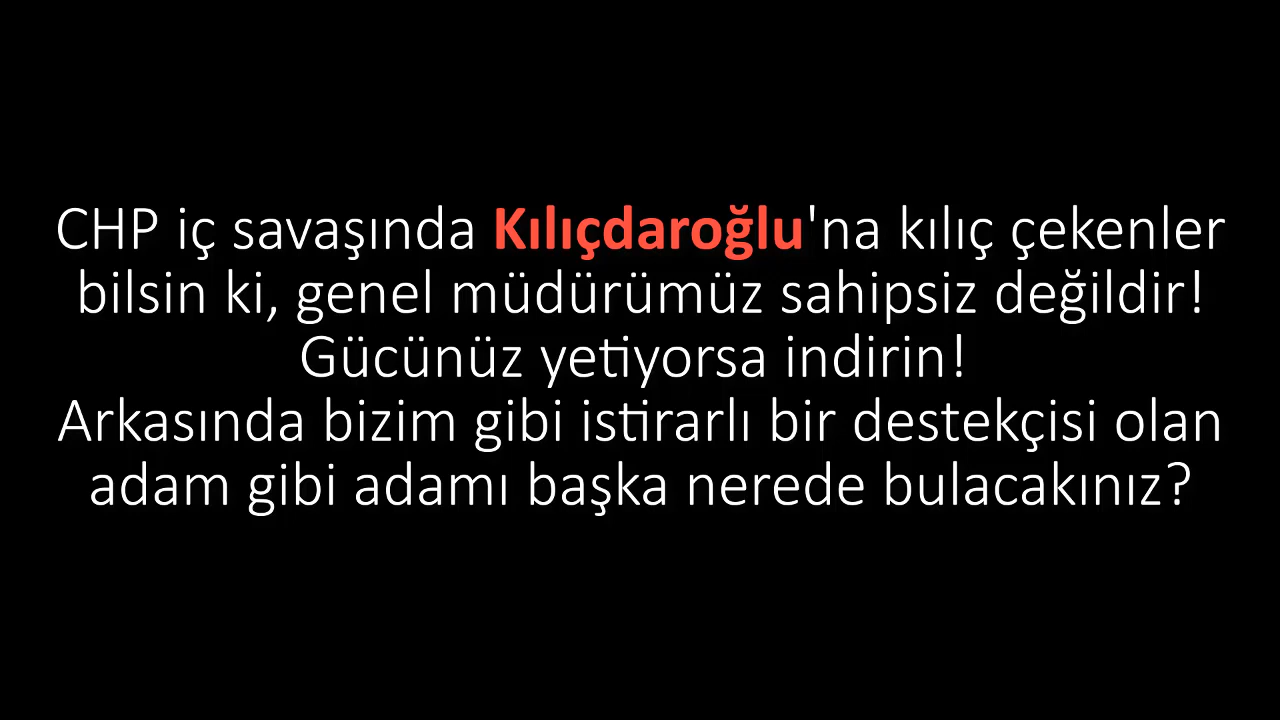 CHP iç savaşında Kılıçdaroğlu'na kılıç çekenler
bilsin ki, genel müdürümüz sahipsiz değildir!
Gücünüz yetiyorsa indirin!
Arkasında bizim gibi istirarlı bir destekçisi olan
adam gibi adamı başka nerede bulacakınız?